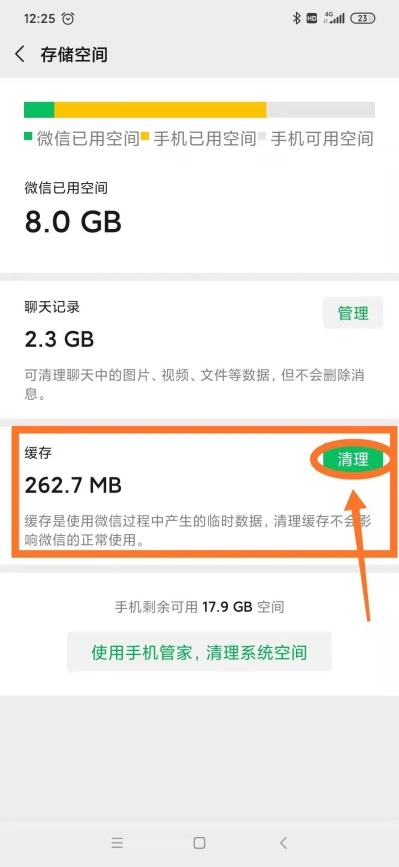 12:25 HD 4G 23
存储空间
微信已用空间 手机已用空间 手机可用空间
微信已用空间
8.0 GB
聊天记录
管理
2.3 GB
可清理聊天中的图片、视频、文件等数据，但不会删除消
息。
缓存
清理
262.7 MB
缓存是使用微信过程中产生的临时数据，清理缓存不会影
响微信的正常使用。
手机剩余可用 17.9 GB 空间
使用手机管家，清理系统空间